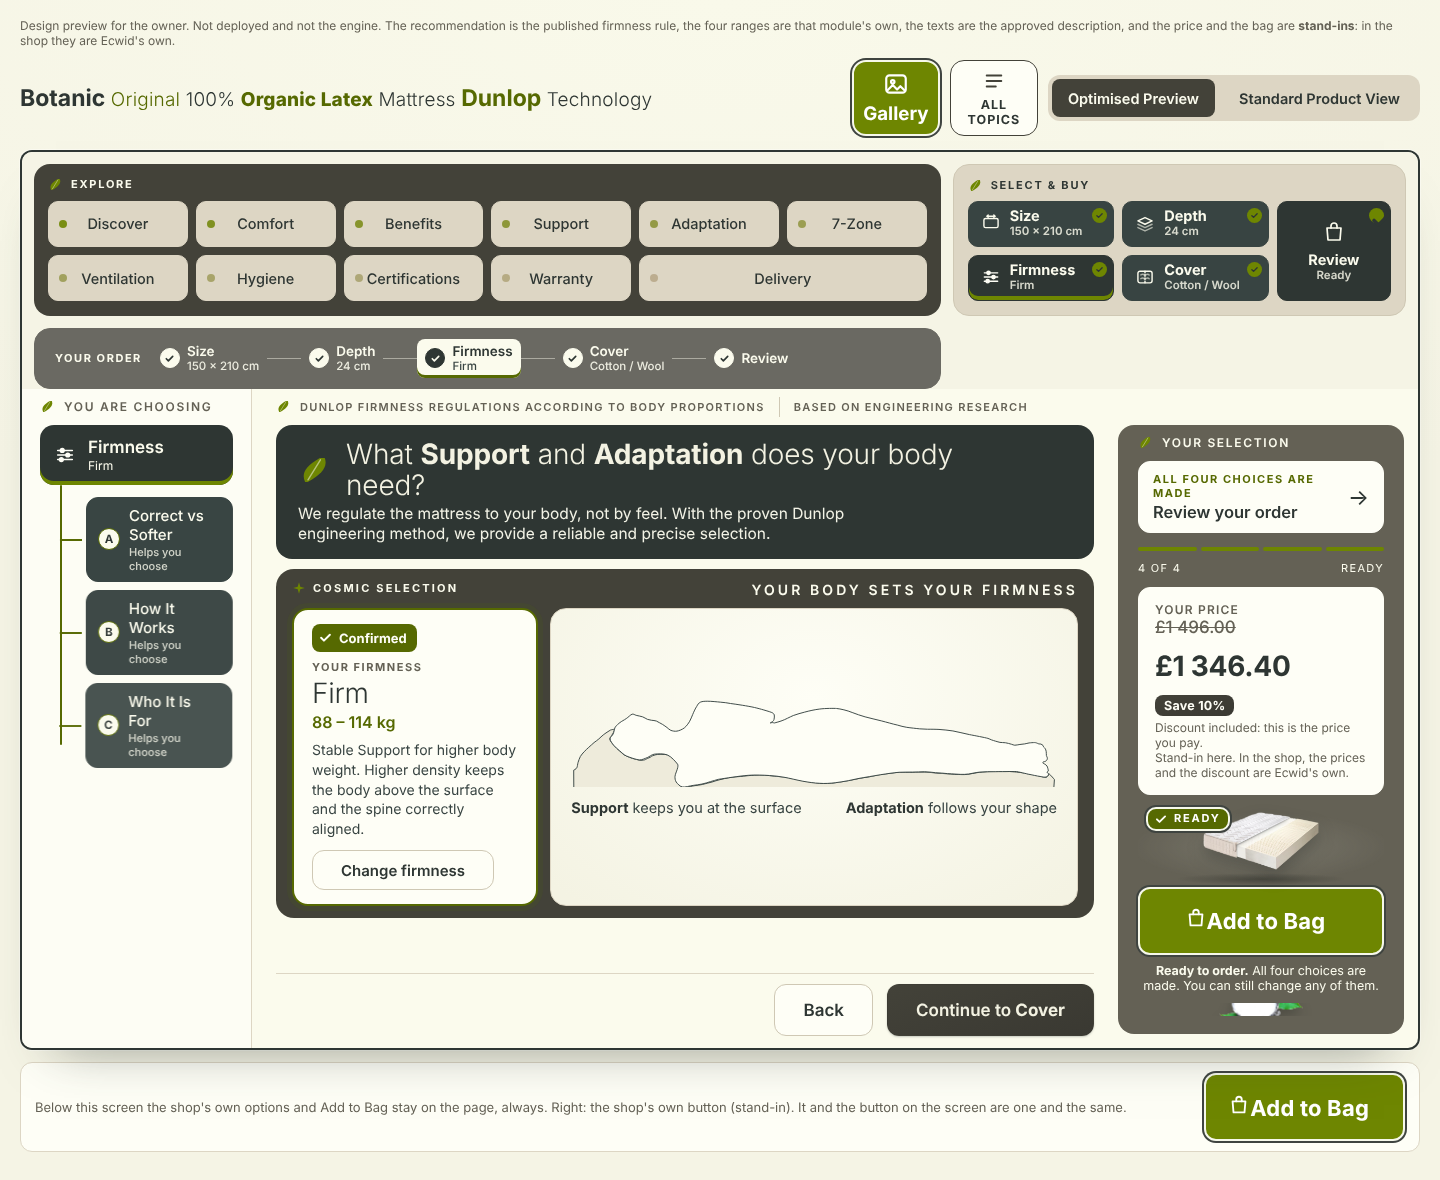 Design preview for the owner. Not deployed and not the engine. The recommendation is the published firmness rule, the four ranges are that module's own, the texts are the approved description, and the price and the bag are stand-ins: in the
shop they are Ecwid's own.
Botanic Original 100% Organic Latex Mattress Dunlop Technology
Gallery
ALL
TOPICS
Optimised Preview
Standard Product View
EXPLORE
Discover
Comfort
Benefits
Support
Adaptation
7-Zone
Ventilation
Hygiene
Certifications
Warranty
Delivery
SELECT & BUY
Size
150 × 210 cm
Depth
24 cm
Firmness
Firm
Cover
Cotton / Wool
Review
Ready
YOUR ORDER
Size
150 × 210 cm
Depth
24 cm
Firmness
Firm
Cover
Cotton / Wool
Review
YOU ARE CHOOSING
Firmness
Firm
A
Correct vs
Softer
Helps you
choose
B
How It
Works
Helps you
choose
C
Who It Is
For
Helps you
choose
DUNLOP FIRMNESS REGULATIONS ACCORDING TO BODY PROPORTIONS
BASED ON ENGINEERING RESEARCH
What Support and Adaptation does your body
need?
We regulate the mattress to your body, not by feel. With the proven Dunlop
engineering method, we provide a reliable and precise selection.
COSMIC SELECTION
YOUR BODY SETS YOUR FIRMNESS
Confirmed
YOUR FIRMNESS
Firm
88 – 114 kg
Stable Support for higher body
weight. Higher density keeps
the body above the surface
and the spine correctly
aligned.
Change firmness
Support keeps you at the surface
Adaptation follows your shape
Back
Continue to Cover
YOUR SELECTION
ALL FOUR CHOICES ARE
MADE
Review your order
4 OF 4
READY
YOUR PRICE
£1 496.00
£1 346.40
Save 10%
Discount included: this is the price
you pay.
Stand-in here. In the shop, the prices
and the discount are Ecwid's own.
READY
Add to Bag
Ready to order. All four choices are
made. You can still change any of them.
Below this screen the shop's own options and Add to Bag stay on the page, always. Right: the shop's own button (stand-in). It and the button on the screen are one and the same.
Add to Bag